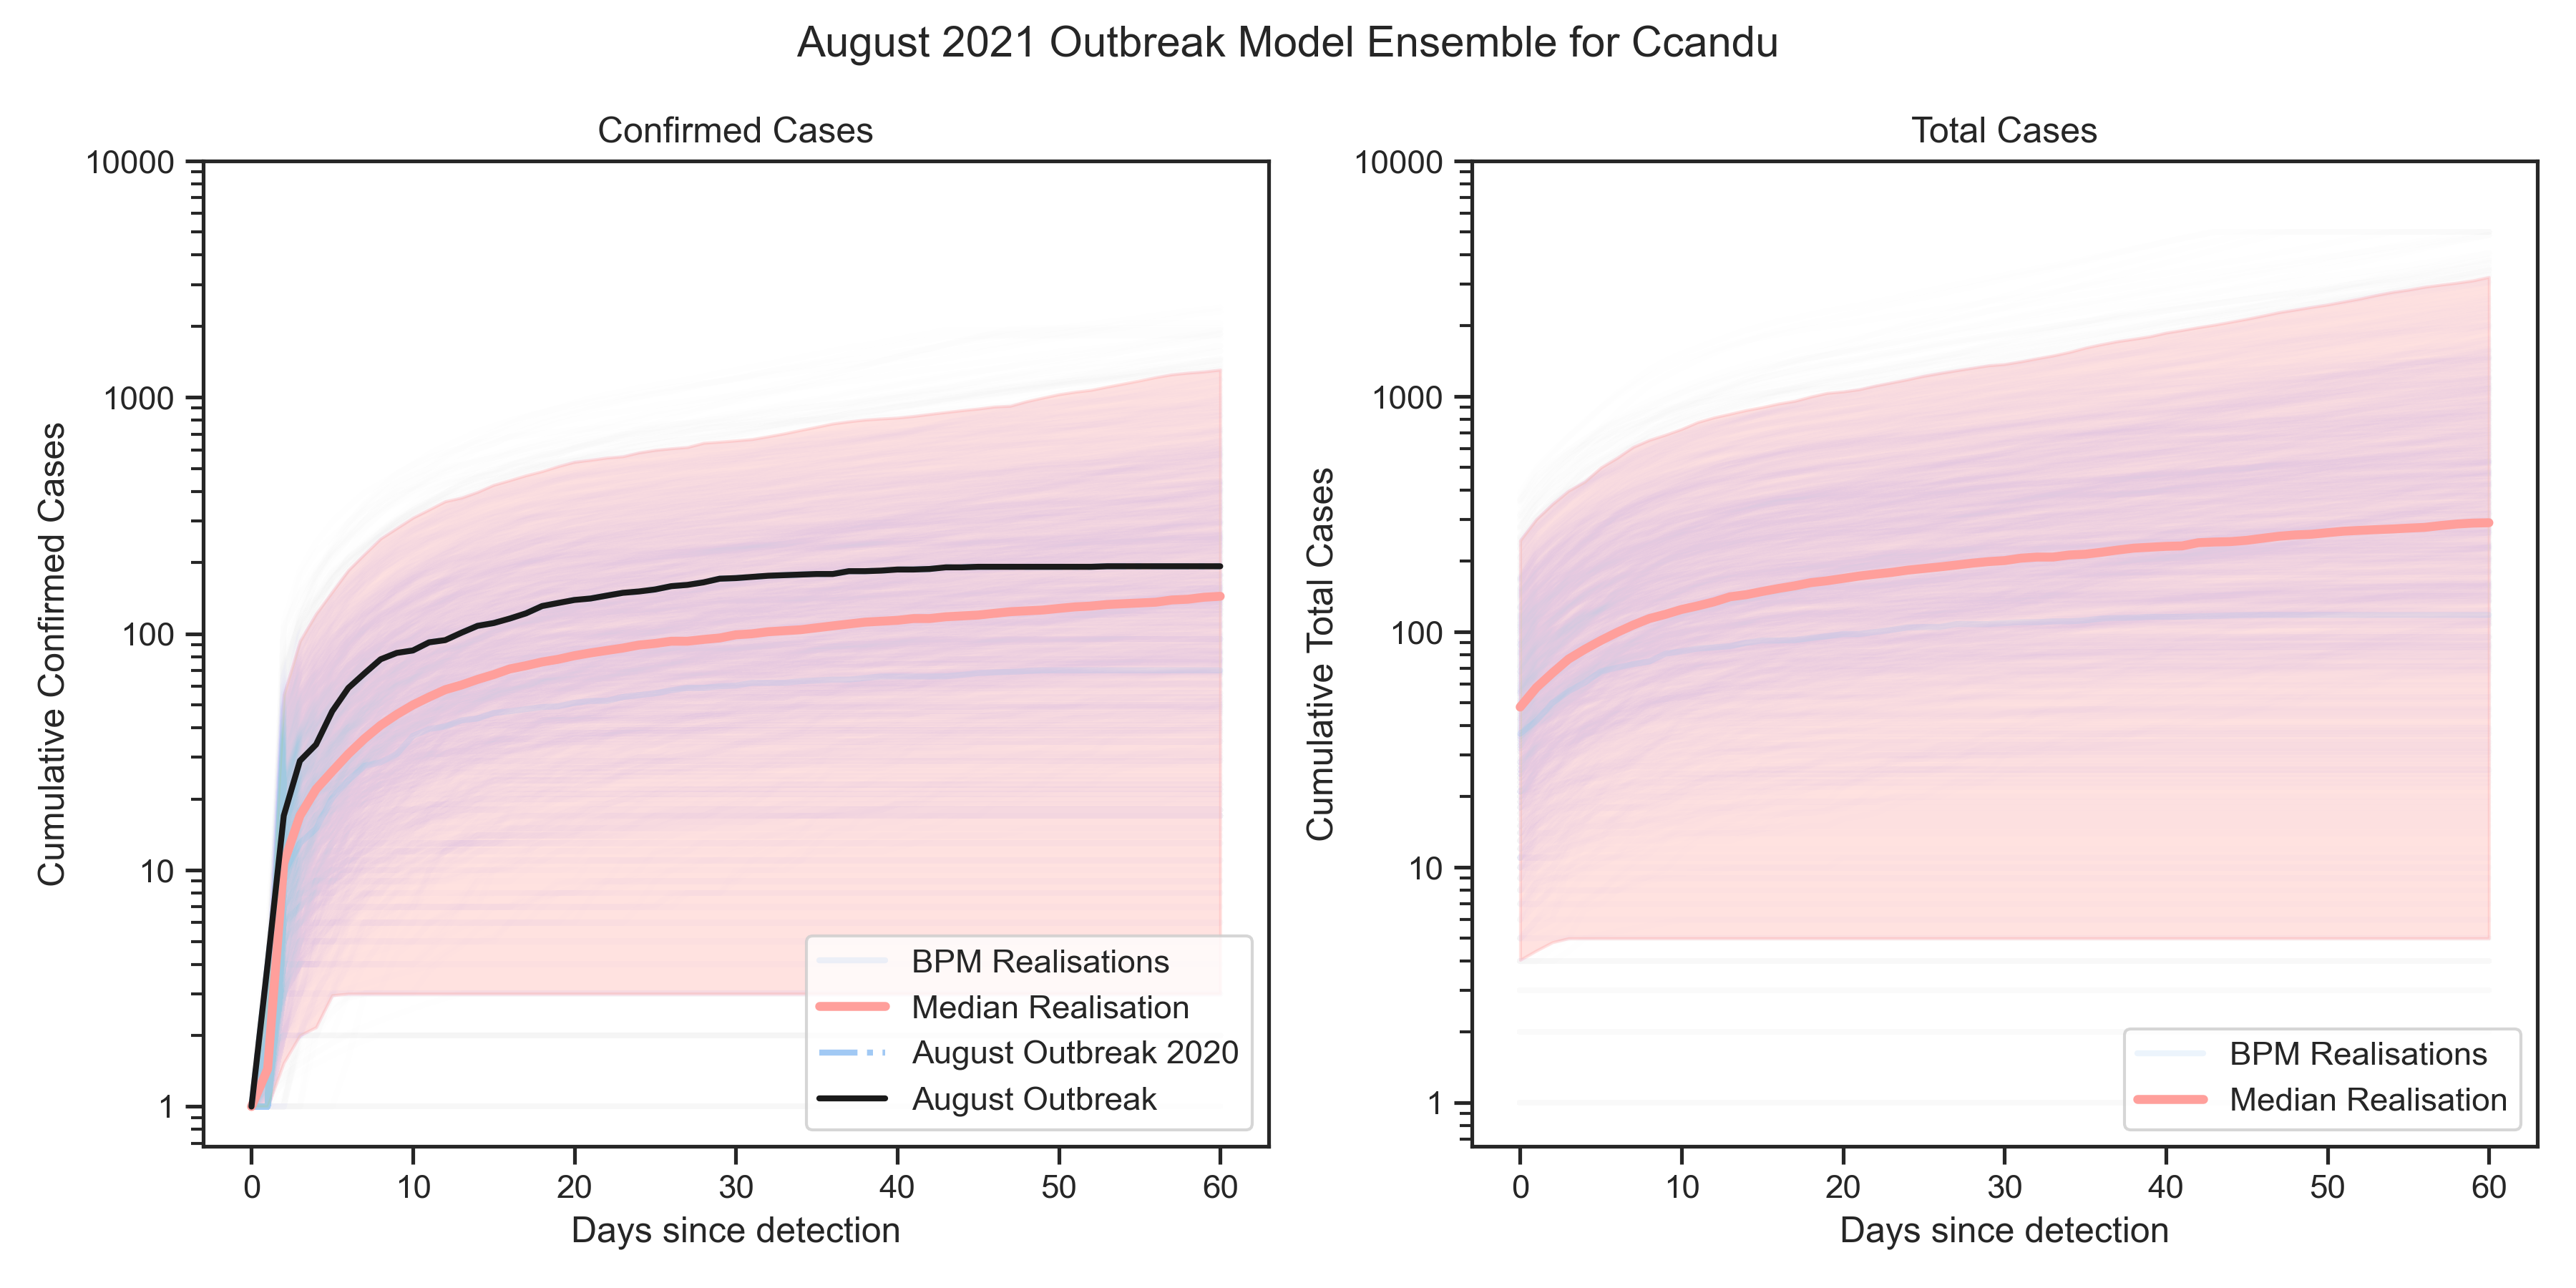 August 2021 Outbreak Model Ensemble for Ccandu
Confirmed Cases
10000
1000
100
10
1
Cumulative Confirmed Cases
0 10 20 30 40 50 60
Days since detection
BPM Realisations
Median Realisation
August Outbreak 2020
August Outbreak
Total Cases
10000
1000
100
10
1
Cumulative Total Cases
0 10 20 30 40 50 60
Days since detection
BPM Realisations
Median Realisation